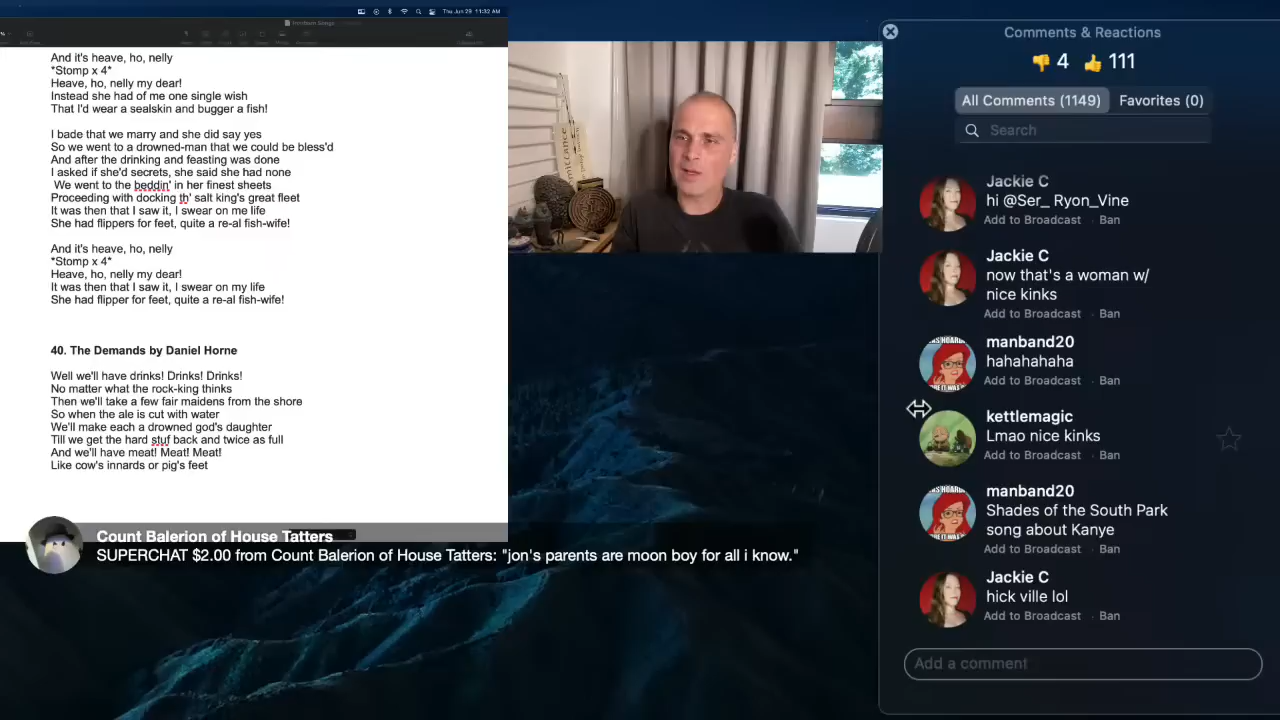 Thu Jun 29 11:32 AM
And it's heave, ho, nelly
*Stomp x 4*
Heave, ho, nelly my dear!
Instead she had of me one single wish
That I'd wear a sealskin and bugger a fish!
I bade that we marry and she did say yes
So we went to a drowned-man that we could be bless'd
And after the drinking and feasting was done
I asked if she'd secrets, she said she had none
We went to the beddin' in her finest sheets
Proceeding with docking th' salt king's great fleet
It was then that I saw it, I swear on me life
She had flippers for feet, quite a re-al fish-wife!
And it's heave, ho, nelly
*Stomp x 4*
Heave, ho, nelly my dear!
It was then that I saw it, I swear on my life
She had flipper for feet, quite a re-al fish-wife!
40. The Demands by Daniel Horne
Well we'll have drinks! Drinks! Drinks!
No matter what the rock-king thinks
Then we'll take a few fair maidens from the shore
So when the ale is cut with water
We'll make each a drowned god's daughter
Till we get the hard stuf back and twice as full
And we'll have meat! Meat! Meat!
Like cow's innards or pig's feet
Count Balerion of House Tatters
SUPERCHAT $2.00 from Count Balerion of House Tatters: "jon's parents are moon boy for all i know."
Comments & Reactions
4 111
All Comments (1149) Favorites (0)
Search
Jackie C
hi @Ser_ Ryon_Vine
Add to Broadcast · Ban
Jackie C
now that's a woman w/
nice kinks
Add to Broadcast · Ban
manband20
hahahahaha
Add to Broadcast · Ban
kettlemagic
Lmao nice kinks
Add to Broadcast · Ban
manband20
Shades of the South Park
song about Kanye
Add to Broadcast · Ban
Jackie C
hick ville lol
Add to Broadcast · Ban
Add a comment